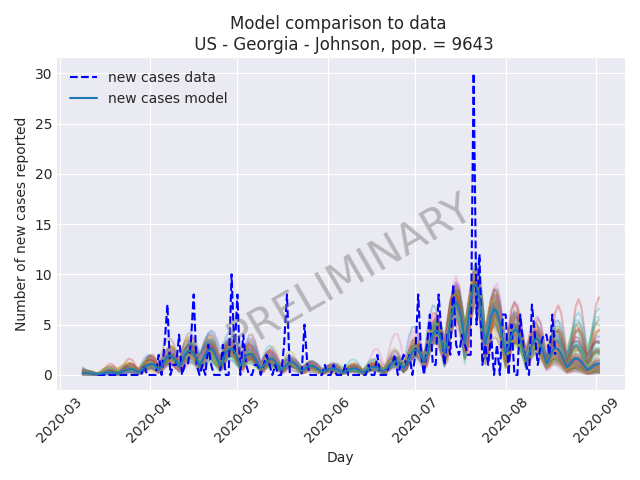 Model comparison to data
US - Georgia - Johnson, pop. = 9643
new cases data
new cases model
PRELIMINARY
Number of new cases reported
30
25
20
15
10
5
0
2020-03
2020-04
2020-05
2020-06
2020-07
2020-08
2020-09
Day